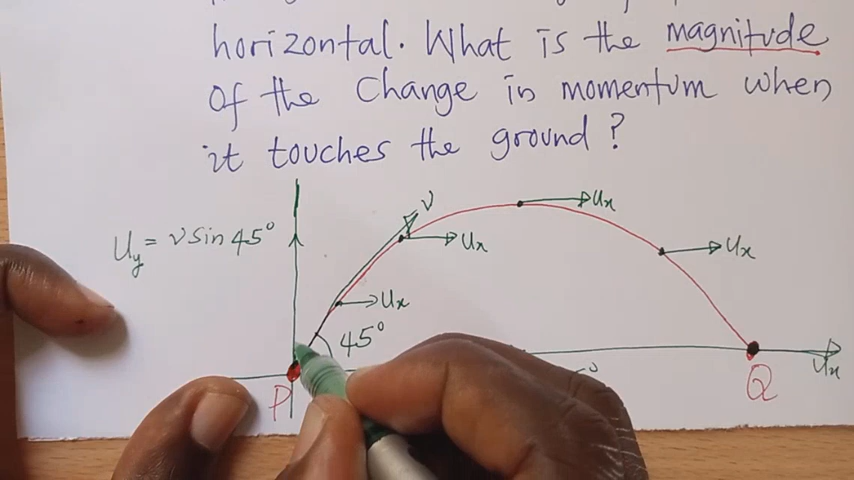 horizontal. What is the magnitude
of the change in momentum when
it touches the ground?
Uy = v sin 45°
v
Ux
Ux
Ux
Ux
45°
P
Q
Ux